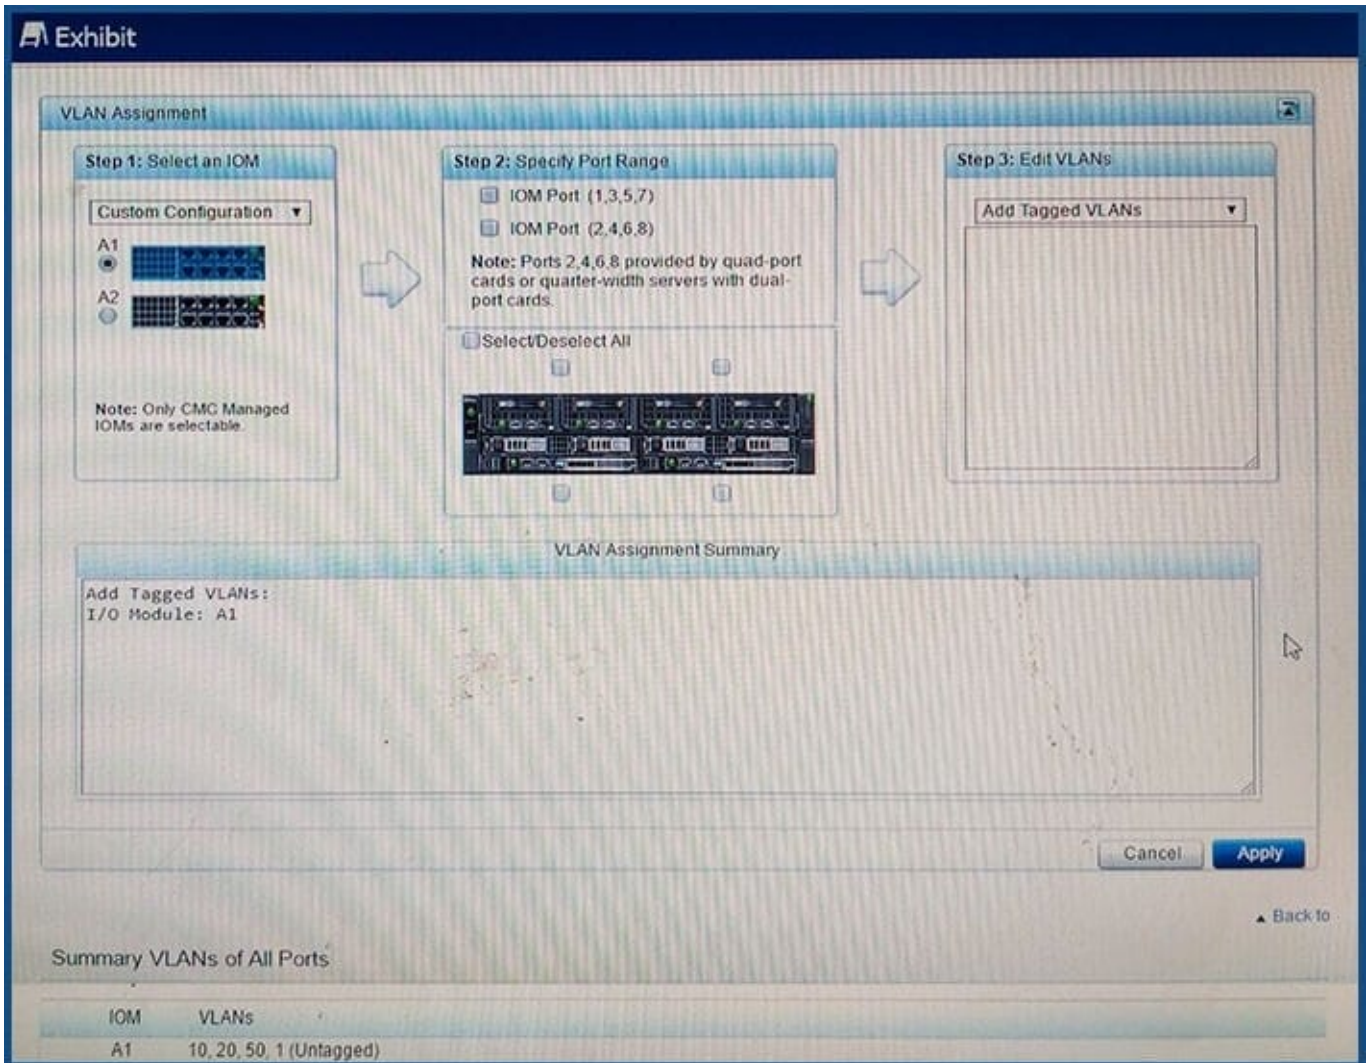 Exhibit
VLAN Assignment
Step 1: Select an IOM
Custom Configuration
A1
A2
Note: Only CMC Managed
IOMs are selectable.
Step 2: Specify Port Range
IOM Port (1,3,5,7)
IOM Port (2,4,6,8)
Note: Ports 2,4,6,8 provided by quad-port
cards or quarter-width servers with dual-
port cards.
Select/Deselect All
Step 3: Edit VLANs
Add Tagged VLANs
VLAN Assignment Summary
Add Tagged VLANs:
I/O Module: A1
Cancel
Apply
Back to
Summary VLANs of All Ports
IOM VLANs
A1 10, 20, 50, 1 (Untagged)